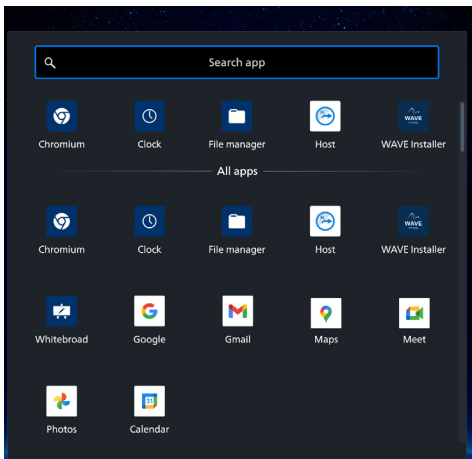 Search app
Chromium Clock File manager Host WAVE Installer
All apps
Chromium Clock File manager Host WAVE Installer
Whitebroad Google Gmail Maps Meet
Photos Calendar